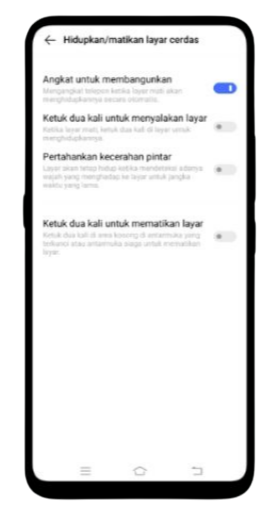 Hidupkan/matikan layar cerdas
Angkat untuk membangunkan
Mengangkat telepon ketika layar mati akan
menghidupkannya secara otomatis.
Ketuk dua kali untuk menyalakan layar
Ketika layar mati, ketuk dua kali di layar untuk
menghidupkannya.
Pertahankan kecerahan pintar
Layar akan tetap hidup ketika mendeteksi adanya
wajah yang menghadap ke layar untuk jangka
waktu yang lama.
Ketuk dua kali untuk mematikan layar
Ketuk dua kali di area kosong di antarmuka yang
terkunci atau antarmuka siaga untuk mematikan
layar.